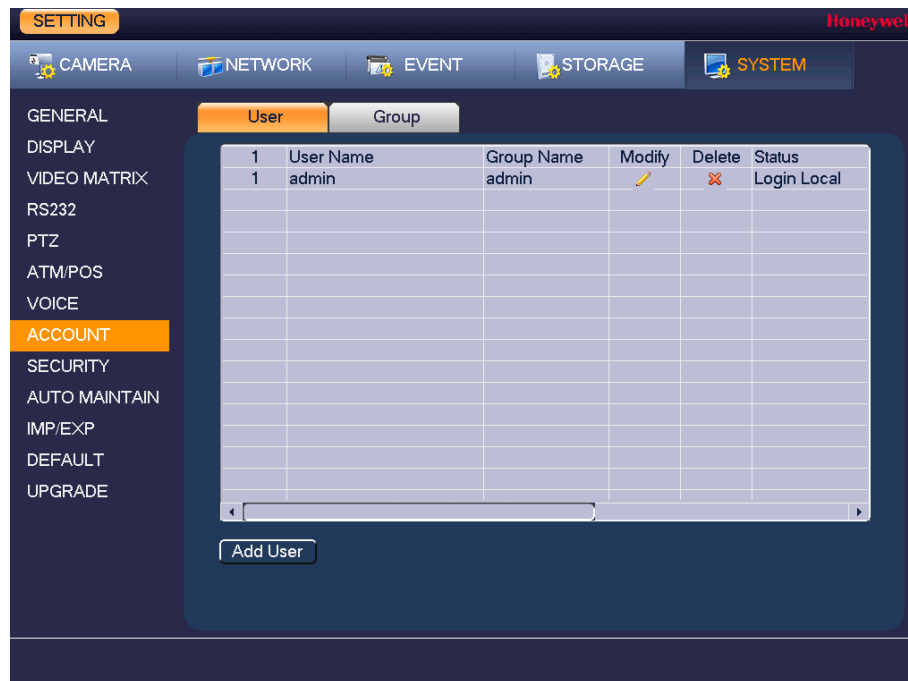 SETTING Honeywel
CAMERA NETWORK EVENT STORAGE SYSTEM
GENERAL
DISPLAY
VIDEO MATRIX
RS232
PTZ
ATM/POS
VOICE
ACCOUNT
SECURITY
AUTO MAINTAIN
IMP/EXP
DEFAULT
UPGRADE
User Group
1 User Name Group Name Modify Delete Status
1 admin admin Login Local
Add User